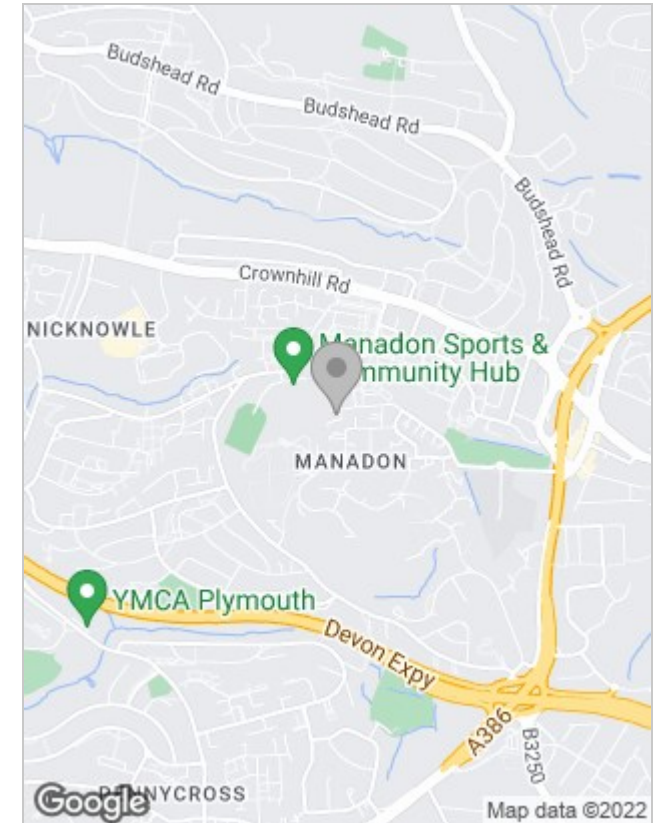 Budshead Rd
Budshead Rd
Budshead Rd
Crownhill Rd
NICKNOWLE
Manadon Sports &
mmunity Hub
MANADON
YMCA Plymouth
Devon Expy
A386
B3250
NNYCROSS
Google
Map data ©2022